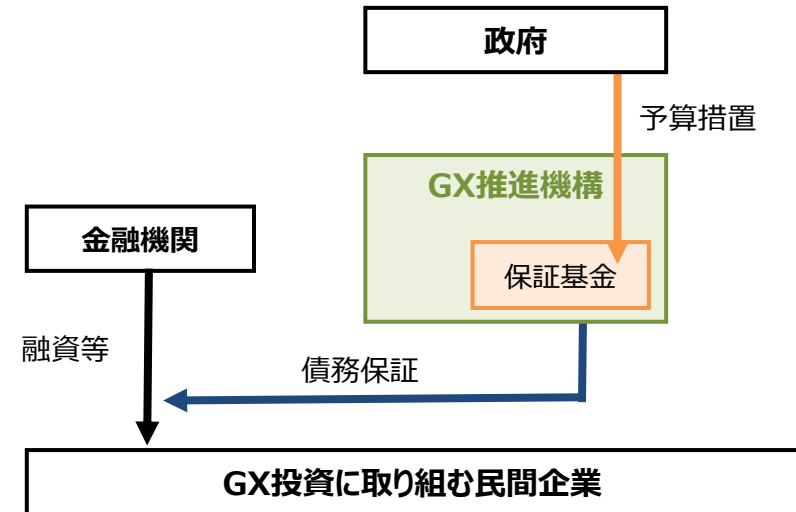 政府
予算措置
GX推進機構
金融機関
保証基金
融資等
債務保証
GX投資に取り組む民間企業